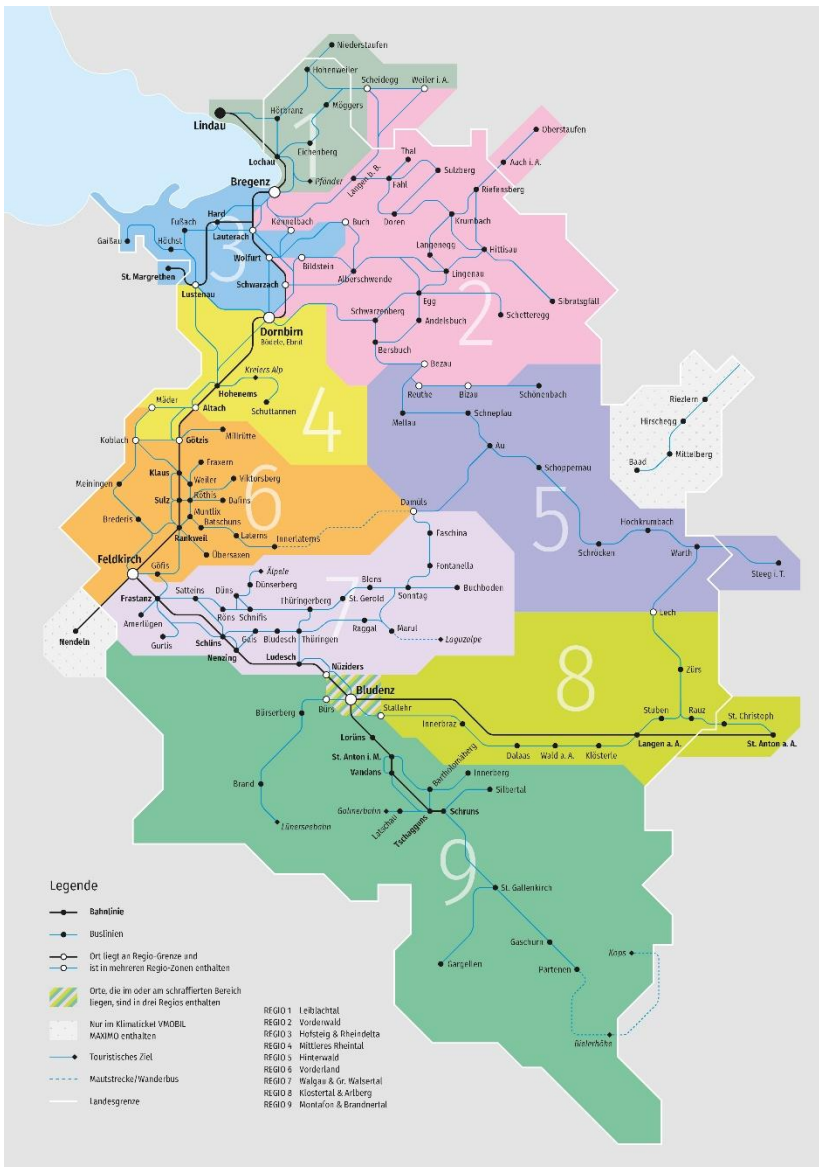 Niederstaufen
Hohenweiler
Scheidegg
Weiler i. A.
Möggers
Hörbranz
Lindau
1
Oberstaufen
Eichenberg
Lochau
Pfänder
Thal
Auch i. A.
Langen b. B.
Sulzberg
Fahl
Riefensberg
Bregenz
Doren
Krumbach
Hard
Kennelbach
Buch
Fußach
Lauterach
Gaißau
Höchst
3
Langenegg
Hittisau
Wolfurt
Bildstein
Alberschwende
Lingenau
St. Margrethen
Schwarzach
Lustenau
Egg
Sibratsgfäll
Schwarzenberg
Andelsbuch
Schetteregg
2
Dornbirn
Bödele, Ebnit
Bersbuch
Bezau
Kreiers Alp
Hohenems
Reuthe
Bizau
Schönenbach
Schuttannen
4
Riezlern
Mäder
Altach
Mellau
Schneplau
Hirschegg
Koblach
Götzis
Millrütte
Au
Mittelberg
Baad
Klaus
Fraxern
Weiler
Viktorsberg
Schoppernau
Meiningen
Sulz
Röthis
Dafins
6
Damüls
5
Muntlix
Brederis
Batschuns
Laterns
Rankweil
Innerlaterns
Hochkrumbach
Übersaxen
Faschina
Schröcken
Warth
Feldkirch
Göfis
Älpele
Fontanella
Steeg i. T.
Satteins
Düns
Dünserberg
7
Blons
Frastanz
Thüringerberg
St. Gerold
Sonntag
Buchboden
Röns
Schnifis
Lech
Amerlügen
Raggal
Marul
Nendeln
Gurtis
Schlins
Gais
Bludesch
Thüringen
Laguzalpe
Nenzing
Ludesch
Nüziders
8
Zürs
Bludenz
Bürs
Stallehr
Stuben
Rauz
St. Christoph
Bürserberg
Innerbraz
Lorüns
Dalaas
Wald a. A.
Klösterle
Langen a. A.
St. Anton a. A.
St. Anton i. M.
Bartholomäberg
Vandans
Innerberg
Brand
Silbertal
Golmerbahn
Lünerseebahn
Latschau
Tschagguns
Schruns
9
St. Gallenkirch
Gaschurn
Kops
Gargellen
Partenen
Bielerhöhe
Legende
Bahnlinie
Buslinien
Ort liegt an Regio-Grenze und
ist in mehreren Regio-Zonen enthalten
Orte, die im oder am schraffierten Bereich
liegen, sind in drei Regios enthalten
Nur im Klimaticket VMOBIL
MAXIMO enthalten
Touristisches Ziel
Mautstrecke/Wanderbus
Landesgrenze
REGIO 1 Leiblachtal
REGIO 2 Vorderwald
REGIO 3 Hofsteig & Rheindelta
REGIO 4 Mittleres Rheintal
REGIO 5 Hinterwald
REGIO 6 Vorderland
REGIO 7 Walgau & Gr. Walsertal
REGIO 8 Klostertal & Arlberg
REGIO 9 Montafon & Brandnertal